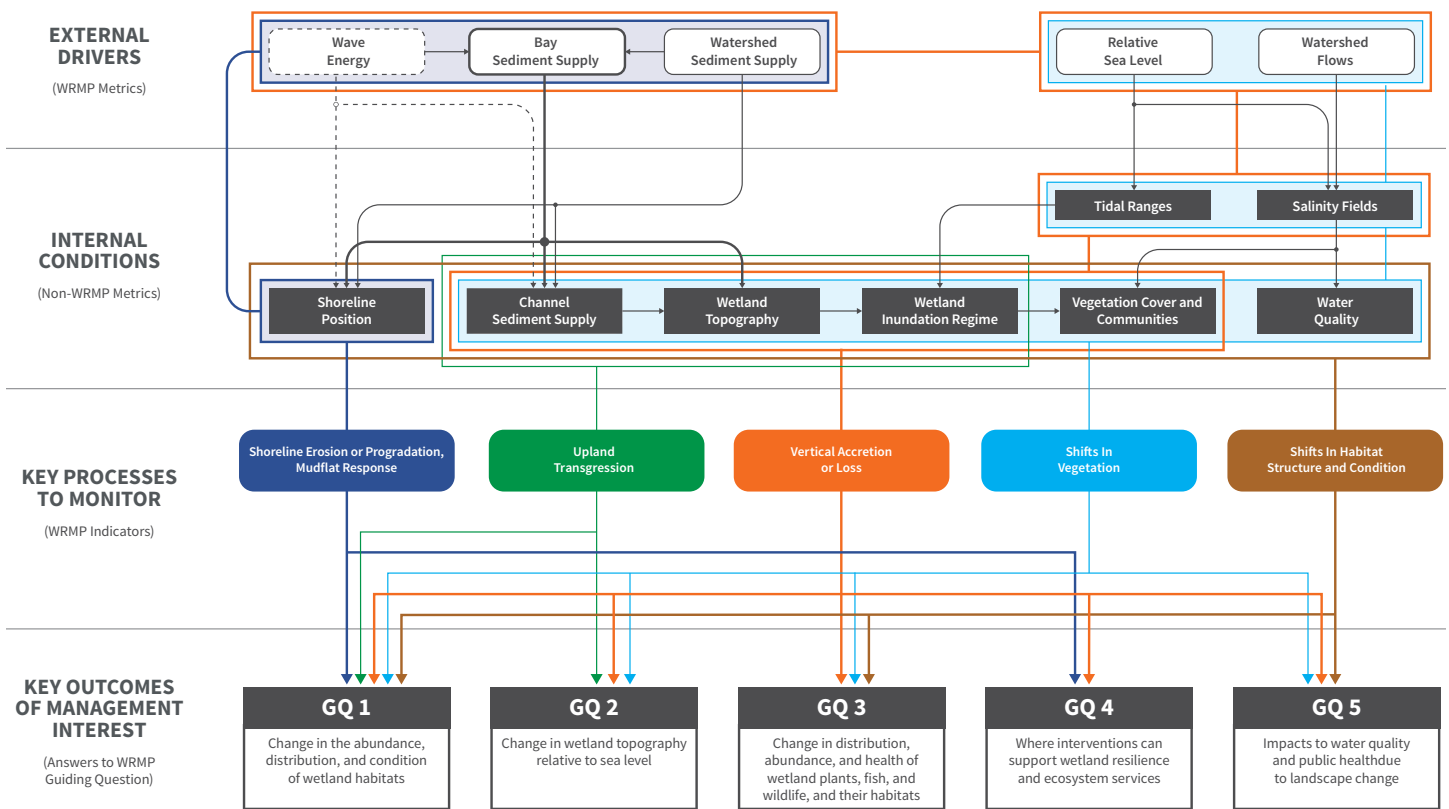 EXTERNAL
DRIVERS
(WRMP Metrics)
Wave
Energy
Bay
Sediment Supply
Watershed
Sediment Supply
Relative
Sea Level
Watershed
Flows
INTERNAL
CONDITIONS
(Non-WRMP Metrics)
Tidal Ranges
Salinity Fields
Shoreline
Position
Channel
Sediment Supply
Wetland
Topography
Wetland
Inundation Regime
Vegetation Cover and
Communities
Water
Quality
KEY PROCESSES
TO MONITOR
(WRMP Indicators)
Shoreline Erosion or Progradation,
Mudflat Response
Upland
Transgression
Vertical Accretion
or Loss
Shifts In
Vegetation
Shifts In Habitat
Structure and Condition
KEY OUTCOMES
OF MANAGEMENT
INTEREST
(Answers to WRMP
Guiding Question)
GQ 1
Change in the abundance,
distribution, and condition
of wetland habitats
GQ 2
Change in wetland topography
relative to sea level
GQ 3
Change in distribution,
abundance, and health of
wetland plants, fish, and
wildlife, and their habitats
GQ 4
Where interventions can
support wetland resilience
and ecosystem services
GQ 5
Impacts to water quality
and public healthdue
to landscape change